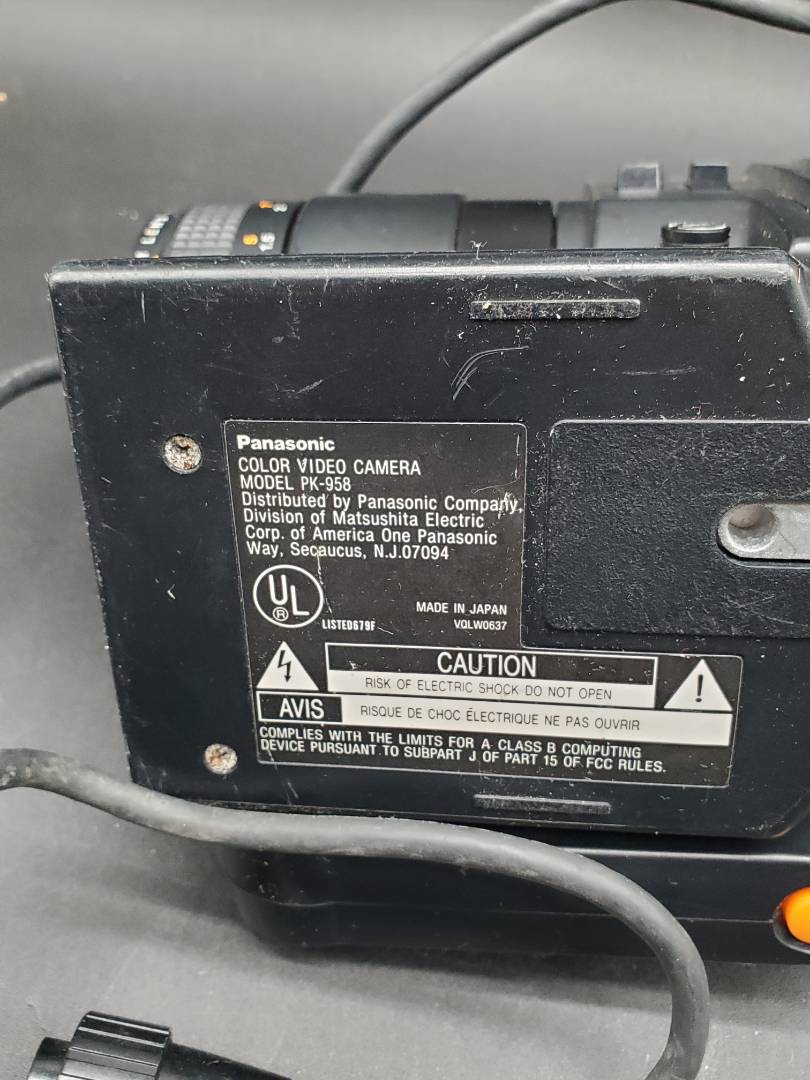 Panasonic
COLOR VIDEO CAMERA
MODEL PK-958
Distributed by Panasonic Company,
Division of Matsushita Electric
Corp. of America One Panasonic
Way, Secaucus, N.J.07094
UL
®
LISTED679F
MADE IN JAPAN
VQLW0637
CAUTION
RISK OF ELECTRIC SHOCK DO NOT OPEN
AVIS
RISQUE DE CHOC ÉLECTRIQUE NE PAS OUVRIR
COMPLIES WITH THE LIMITS FOR A CLASS B COMPUTING
DEVICE PURSUANT TO SUBPART J OF PART 15 OF FCC RULES.